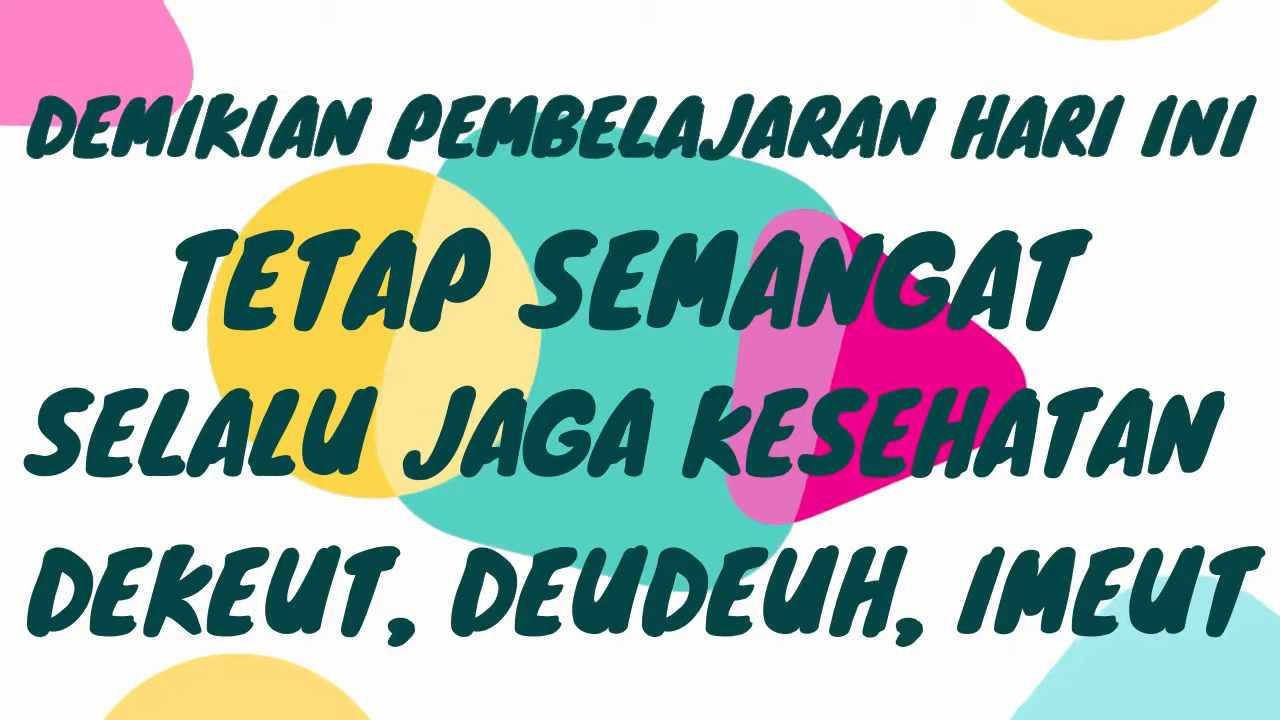 DEMIKIAN PEMBELAJARAN HARI INI
TETAP SEMANGAT
SELALU JAGA KESEHATAN
DEKEUT, DEUDEUH, IMEUT